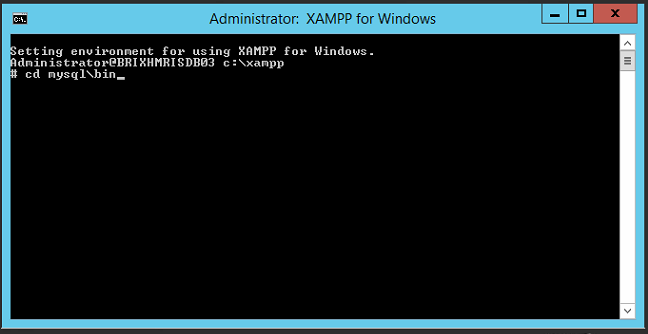 Administrator: XAMPP for Windows
Setting environment for using XAMPP for Windows.
Administrator@BRIXHMRISDB03 c:\xampp
# cd mysql\bin_